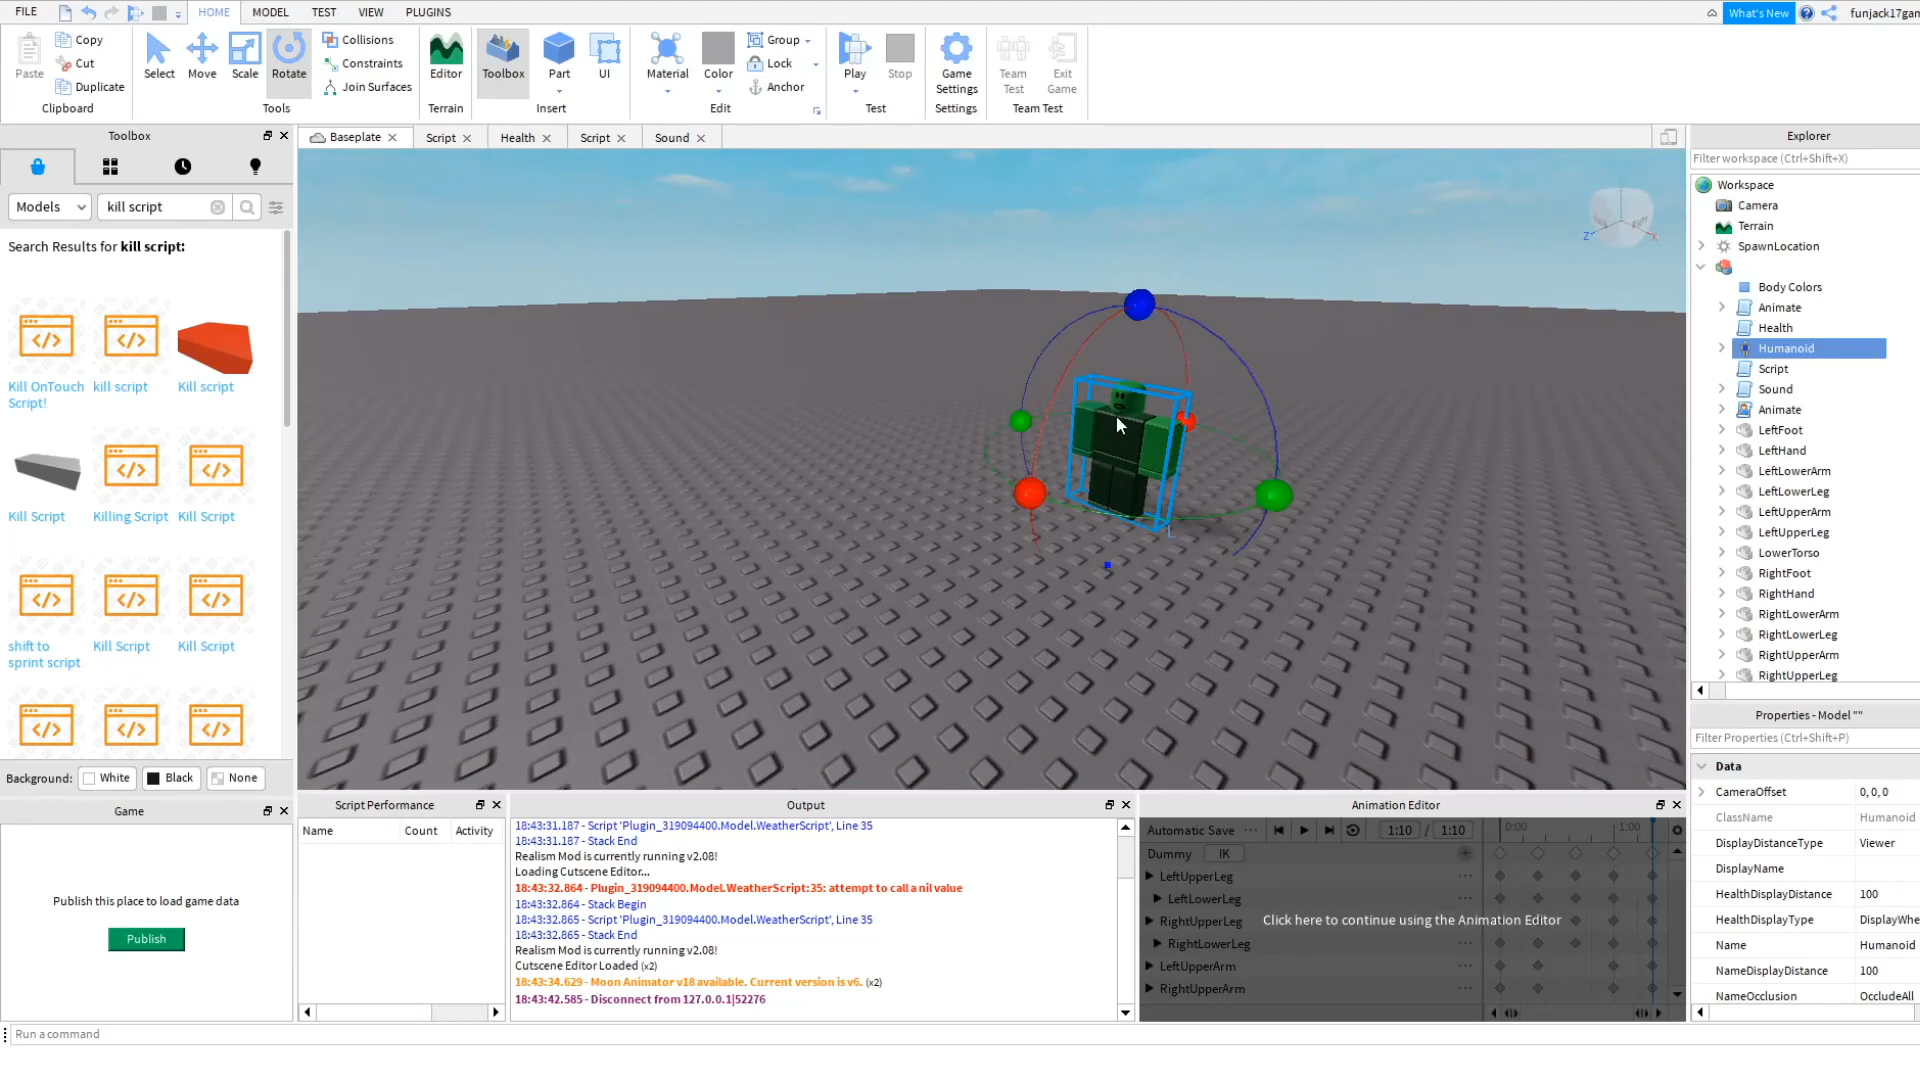 FILE
HOME
MODEL
TEST
VIEW
PLUGINS
What's New
funjack17gam
Paste
Copy
Cut
Duplicate
Clipboard
Select
Move
Scale
Rotate
Collisions
Constraints
Join Surfaces
Tools
Editor
Terrain
Toolbox
Part
UI
Insert
Material
Color
Group
Lock
Anchor
Edit
Play
Stop
Test
Game
Settings
Settings
Team
Test
Exit
Game
Team Test
Toolbox
Models
kill script
Search Results for kill script:
Kill OnTouch
Script!
kill script
Kill script
Kill Script
Killing Script
Kill Script
shift to
sprint script
Kill Script
Kill Script
Background:
White
Black
None
Game
Publish this place to load game data
Publish
Baseplate
Script
Health
Script
Sound
Z
X
Script Performance
Name
Count
Activity
Output
18:43:31.187 - Script 'Plugin_319094400.Model.WeatherScript', Line 35
18:43:31.187 - Stack End
Realism Mod is currently running v2.08!
Loading Cutscene Editor...
18:43:32.864 - Plugin_319094400.Model.WeatherScript:35: attempt to call a nil value
18:43:32.864 - Stack Begin
18:43:32.865 - Script 'Plugin_319094400.Model.WeatherScript', Line 35
18:43:32.865 - Stack End
Realism Mod is currently running v2.08!
Cutscene Editor Loaded (x2)
18:43:34.629 - Moon Animator v18 available. Current version is v6. (x2)
18:43:42.585 - Disconnect from 127.0.0.1|52276
Animation Editor
Automatic Save
1:10 / 1:10
0:00
1:00
Dummy
IK
LeftUpperLeg
LeftLowerLeg
RightUpperLeg
RightLowerLeg
LeftUpperArm
RightUpperArm
Click here to continue using the Animation Editor
Explorer
Filter workspace (Ctrl+Shift+X)
Workspace
Camera
Terrain
SpawnLocation
Body Colors
Animate
Health
Humanoid
Script
Sound
Animate
LeftFoot
LeftHand
LeftLowerArm
LeftLowerLeg
LeftUpperArm
LeftUpperLeg
LowerTorso
RightFoot
RightHand
RightLowerArm
RightLowerLeg
RightUpperArm
RightUpperLeg
Properties - Model ""
Filter Properties (Ctrl+Shift+P)
Data
CameraOffset 0, 0, 0
ClassName Humanoid
DisplayDistanceType Viewer
DisplayName
HealthDisplayDistance 100
HealthDisplayType DisplayWhe
Name Humanoid
NameDisplayDistance 100
NameOcclusion OccludeAll
Run a command